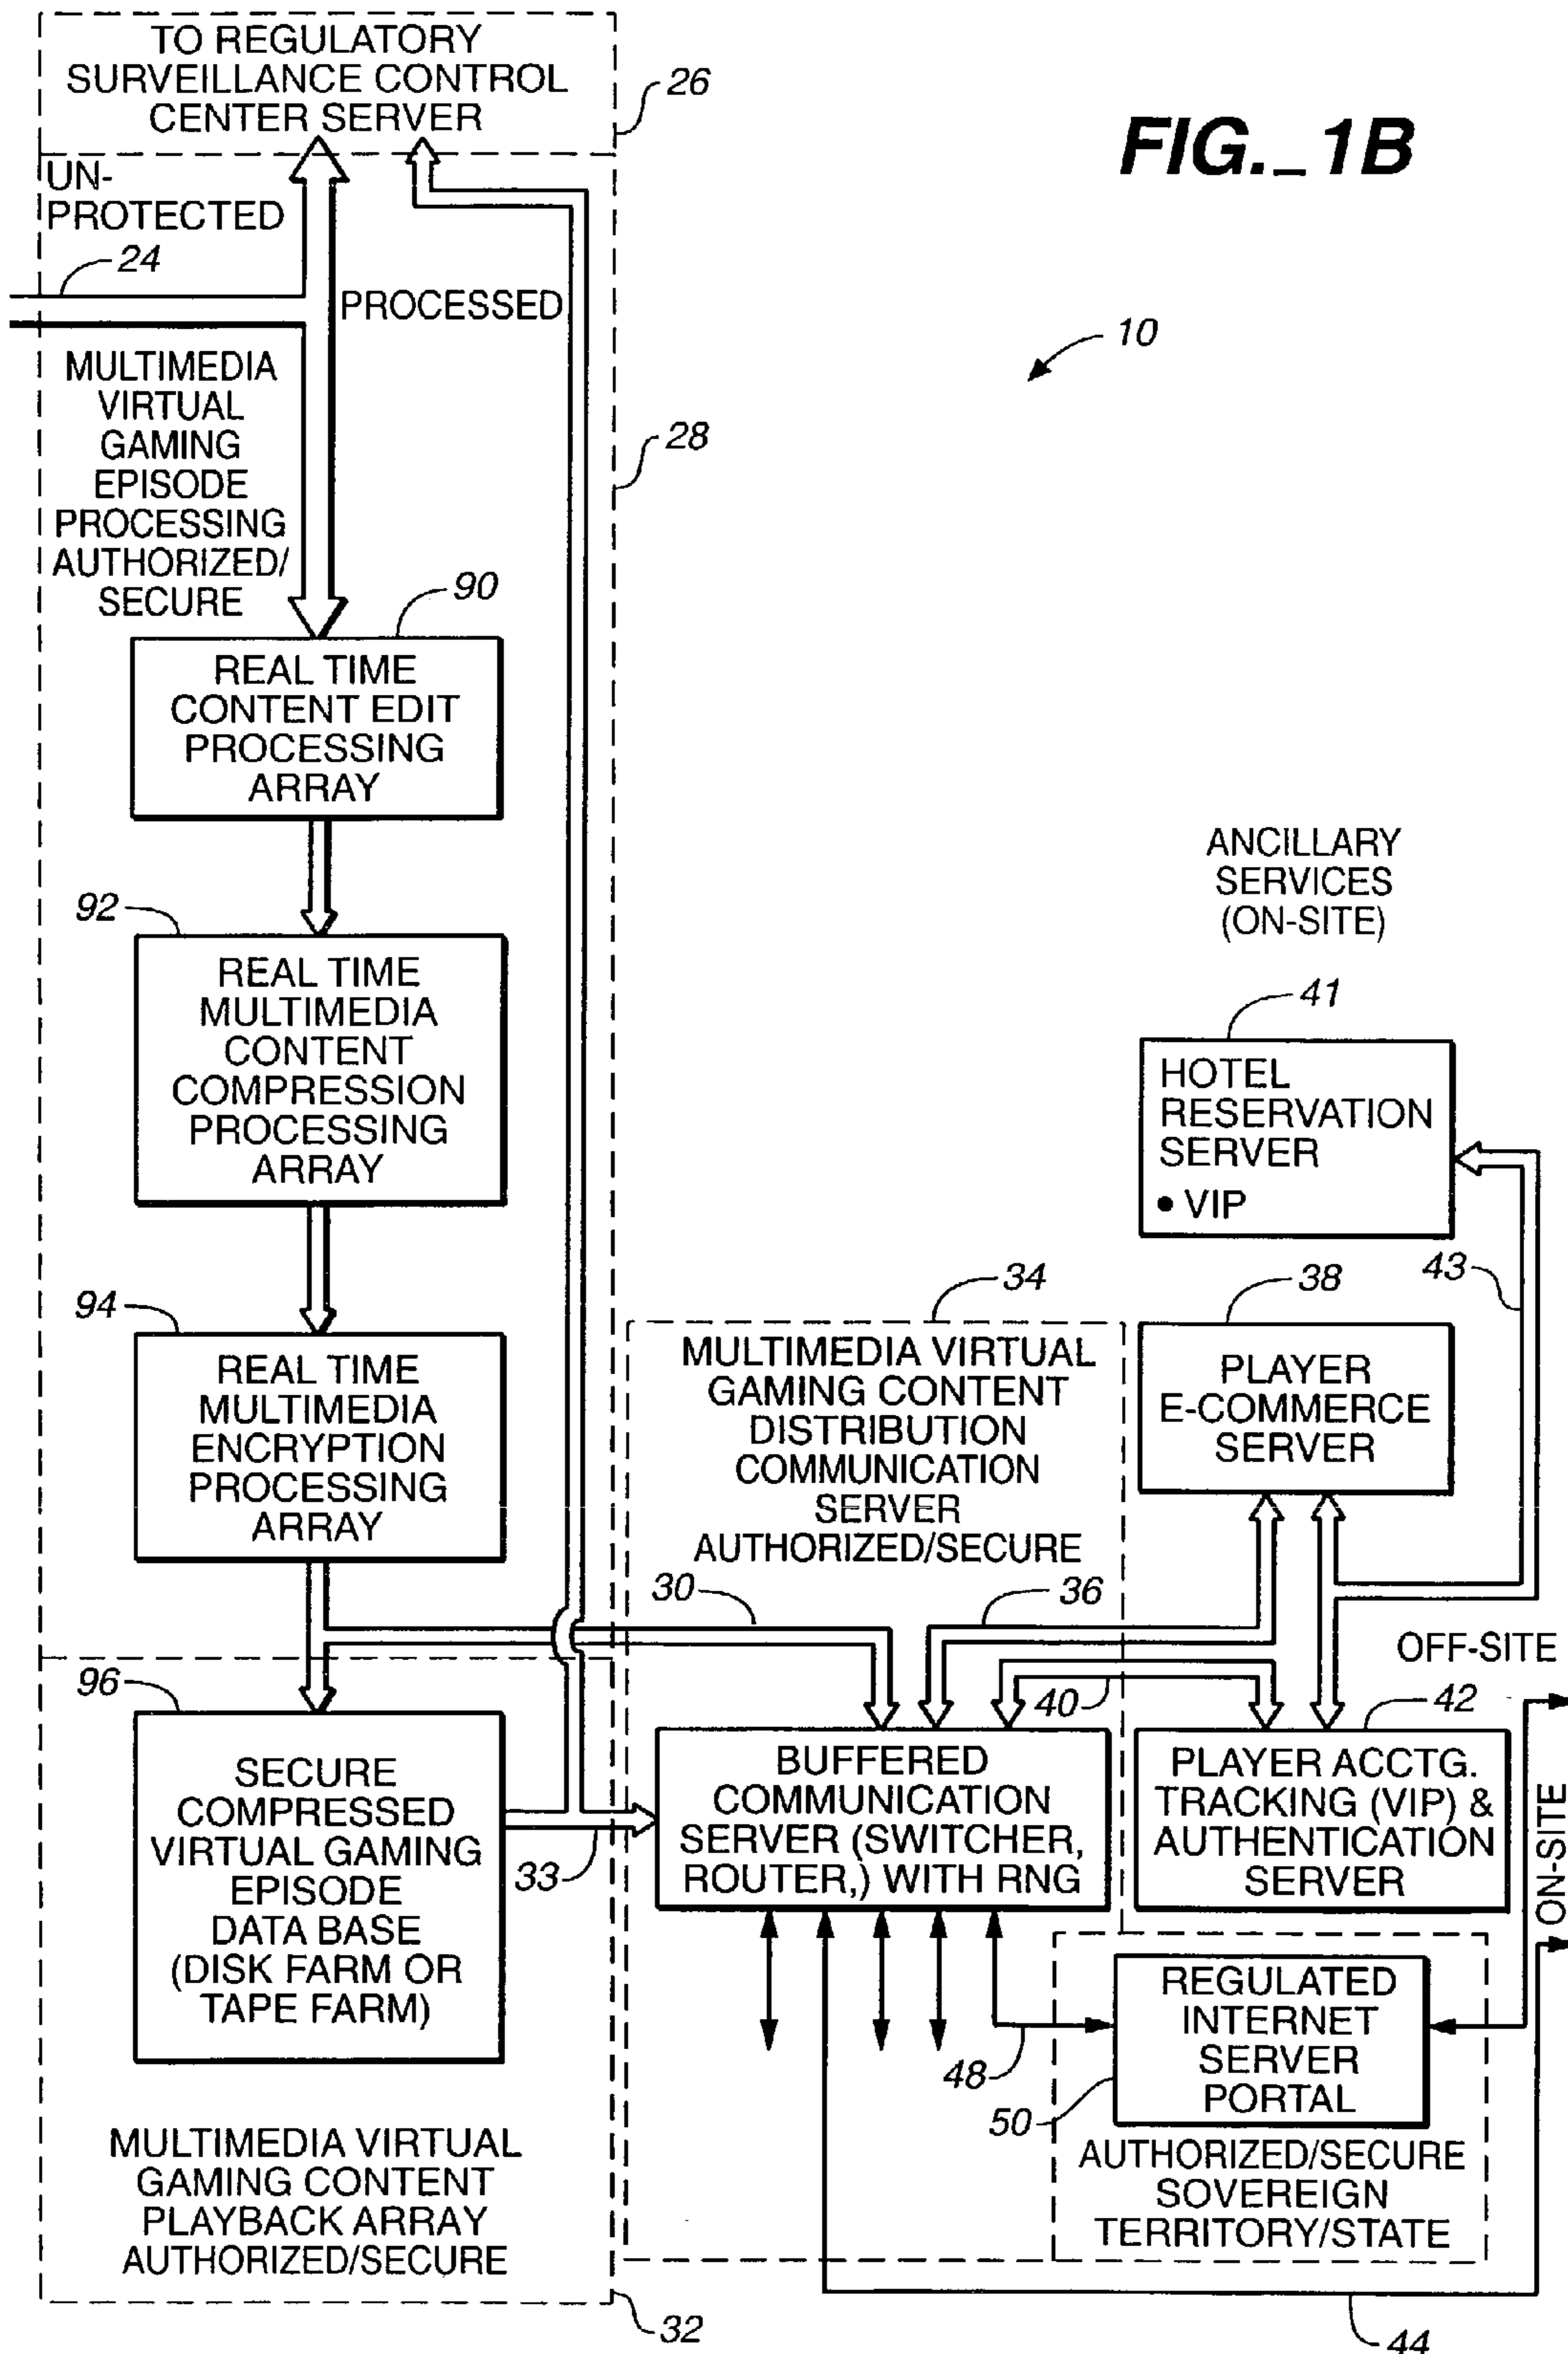 TO REGULATORY
SURVEILLANCE CONTROL
CENTER SERVER
26
FIG._1B
UN-
PROTECTED
24
PROCESSED
10
MULTIMEDIA
VIRTUAL
GAMING
EPISODE
PROCESSING
AUTHORIZED/
SECURE
28
90
REAL TIME
CONTENT EDIT
PROCESSING
ARRAY
92
REAL TIME
MULTIMEDIA
CONTENT
COMPRESSION
PROCESSING
ARRAY
94
REAL TIME
MULTIMEDIA
ENCRYPTION
PROCESSING
ARRAY
ANCILLARY
SERVICES
(ON-SITE)
41
HOTEL
RESERVATION
SERVER
• VIP
43
34
MULTIMEDIA VIRTUAL
GAMING CONTENT
DISTRIBUTION
COMMUNICATION
SERVER
AUTHORIZED/SECURE
38
PLAYER
E-COMMERCE
SERVER
30
36
OFF-SITE
40
42
96
SECURE
COMPRESSED
VIRTUAL GAMING
EPISODE
DATA BASE
(DISK FARM OR
TAPE FARM)
33
BUFFERED
COMMUNICATION
SERVER (SWITCHER,
ROUTER,) WITH RNG
PLAYER ACCTG.
TRACKING (VIP) &
AUTHENTICATION
SERVER
ON-SITE
48
50
REGULATED
INTERNET
SERVER
PORTAL
AUTHORIZED/SECURE
SOVEREIGN
TERRITORY/STATE
MULTIMEDIA VIRTUAL
GAMING CONTENT
PLAYBACK ARRAY
AUTHORIZED/SECURE
32
44